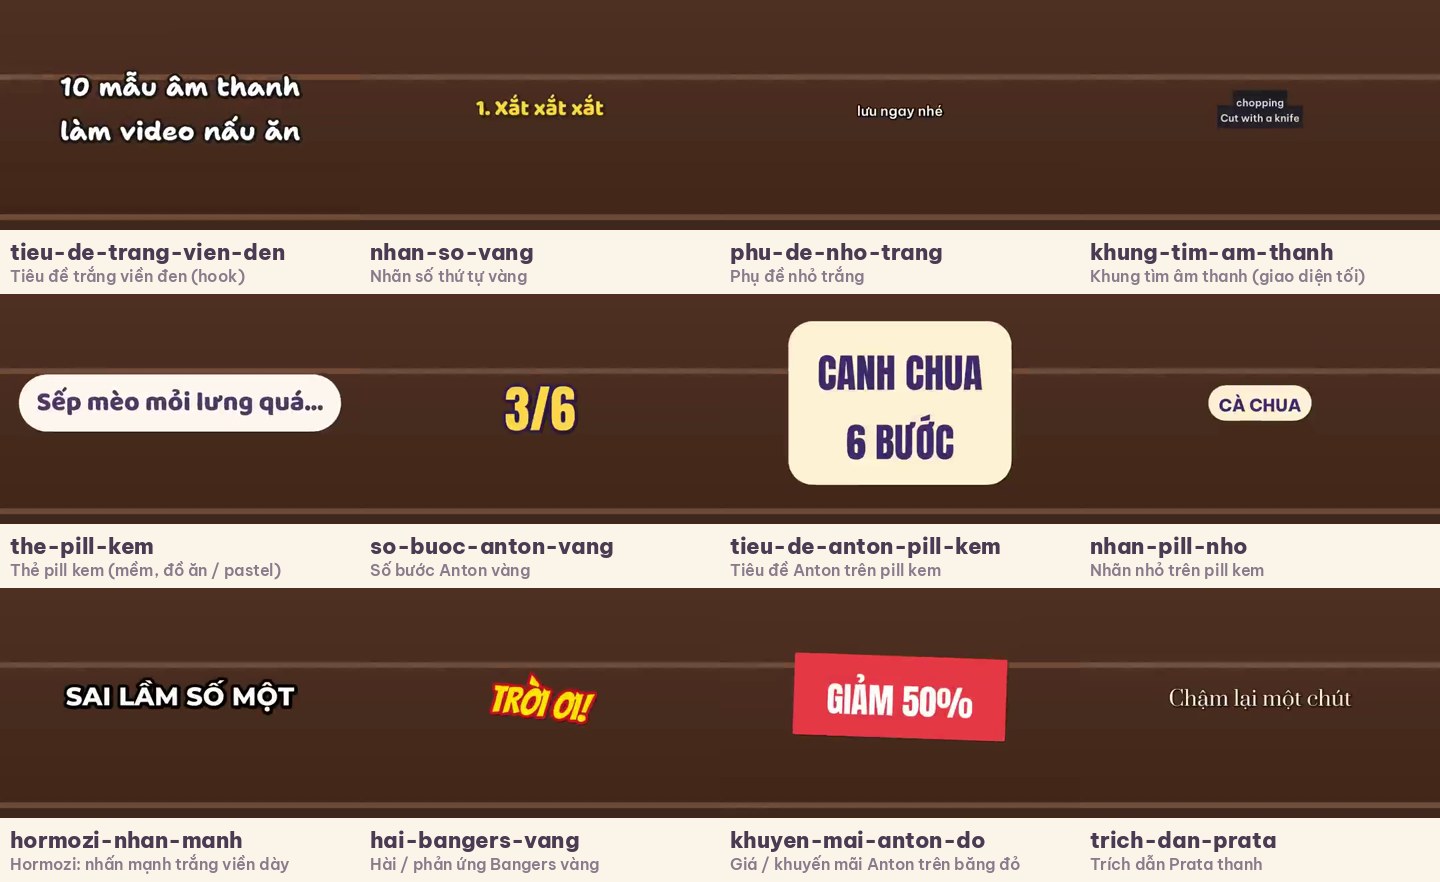 10 mẫu âm thanh
làm video nấu ăn
1. Xắt xắt xắt
lưu ngay nhé
chopping
Cut with a knife
tieu-de-trang-vien-den
Tiêu đề trắng viền đen (hook)
nhan-so-vang
Nhãn số thứ tự vàng
phu-de-nho-trang
Phụ đề nhỏ trắng
khung-tim-am-thanh
Khung tìm âm thanh (giao diện tối)
Sếp mèo mỏi lưng quá...
3/6
CANH CHUA
6 BƯỚC
CÀ CHUA
the-pill-kem
Thẻ pill kem (mềm, đồ ăn / pastel)
so-buoc-anton-vang
Số bước Anton vàng
tieu-de-anton-pill-kem
Tiêu đề Anton trên pill kem
nhan-pill-nho
Nhãn nhỏ trên pill kem
SAI LẦM SỐ MỘT
TRỜI ƠI!
GIẢM 50%
Chậm lại một chút
hormozi-nhan-manh
Hormozi: nhấn mạnh trắng viền dày
hai-bangers-vang
Hài / phản ứng Bangers vàng
khuyen-mai-anton-do
Giá / khuyến mãi Anton trên băng đỏ
trich-dan-prata
Trích dẫn Prata thanh